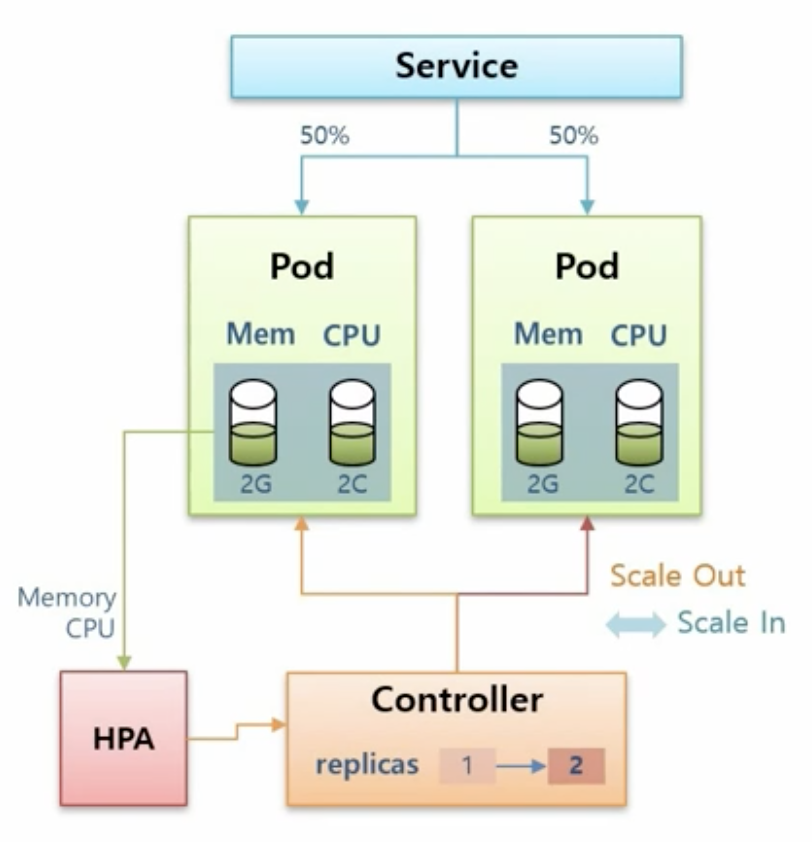 Service
50% 50%
Pod Pod
Mem CPU Mem CPU
2G 2C 2G 2C
Scale Out
Memory
CPU
Scale In
HPA
Controller
replicas 1 2